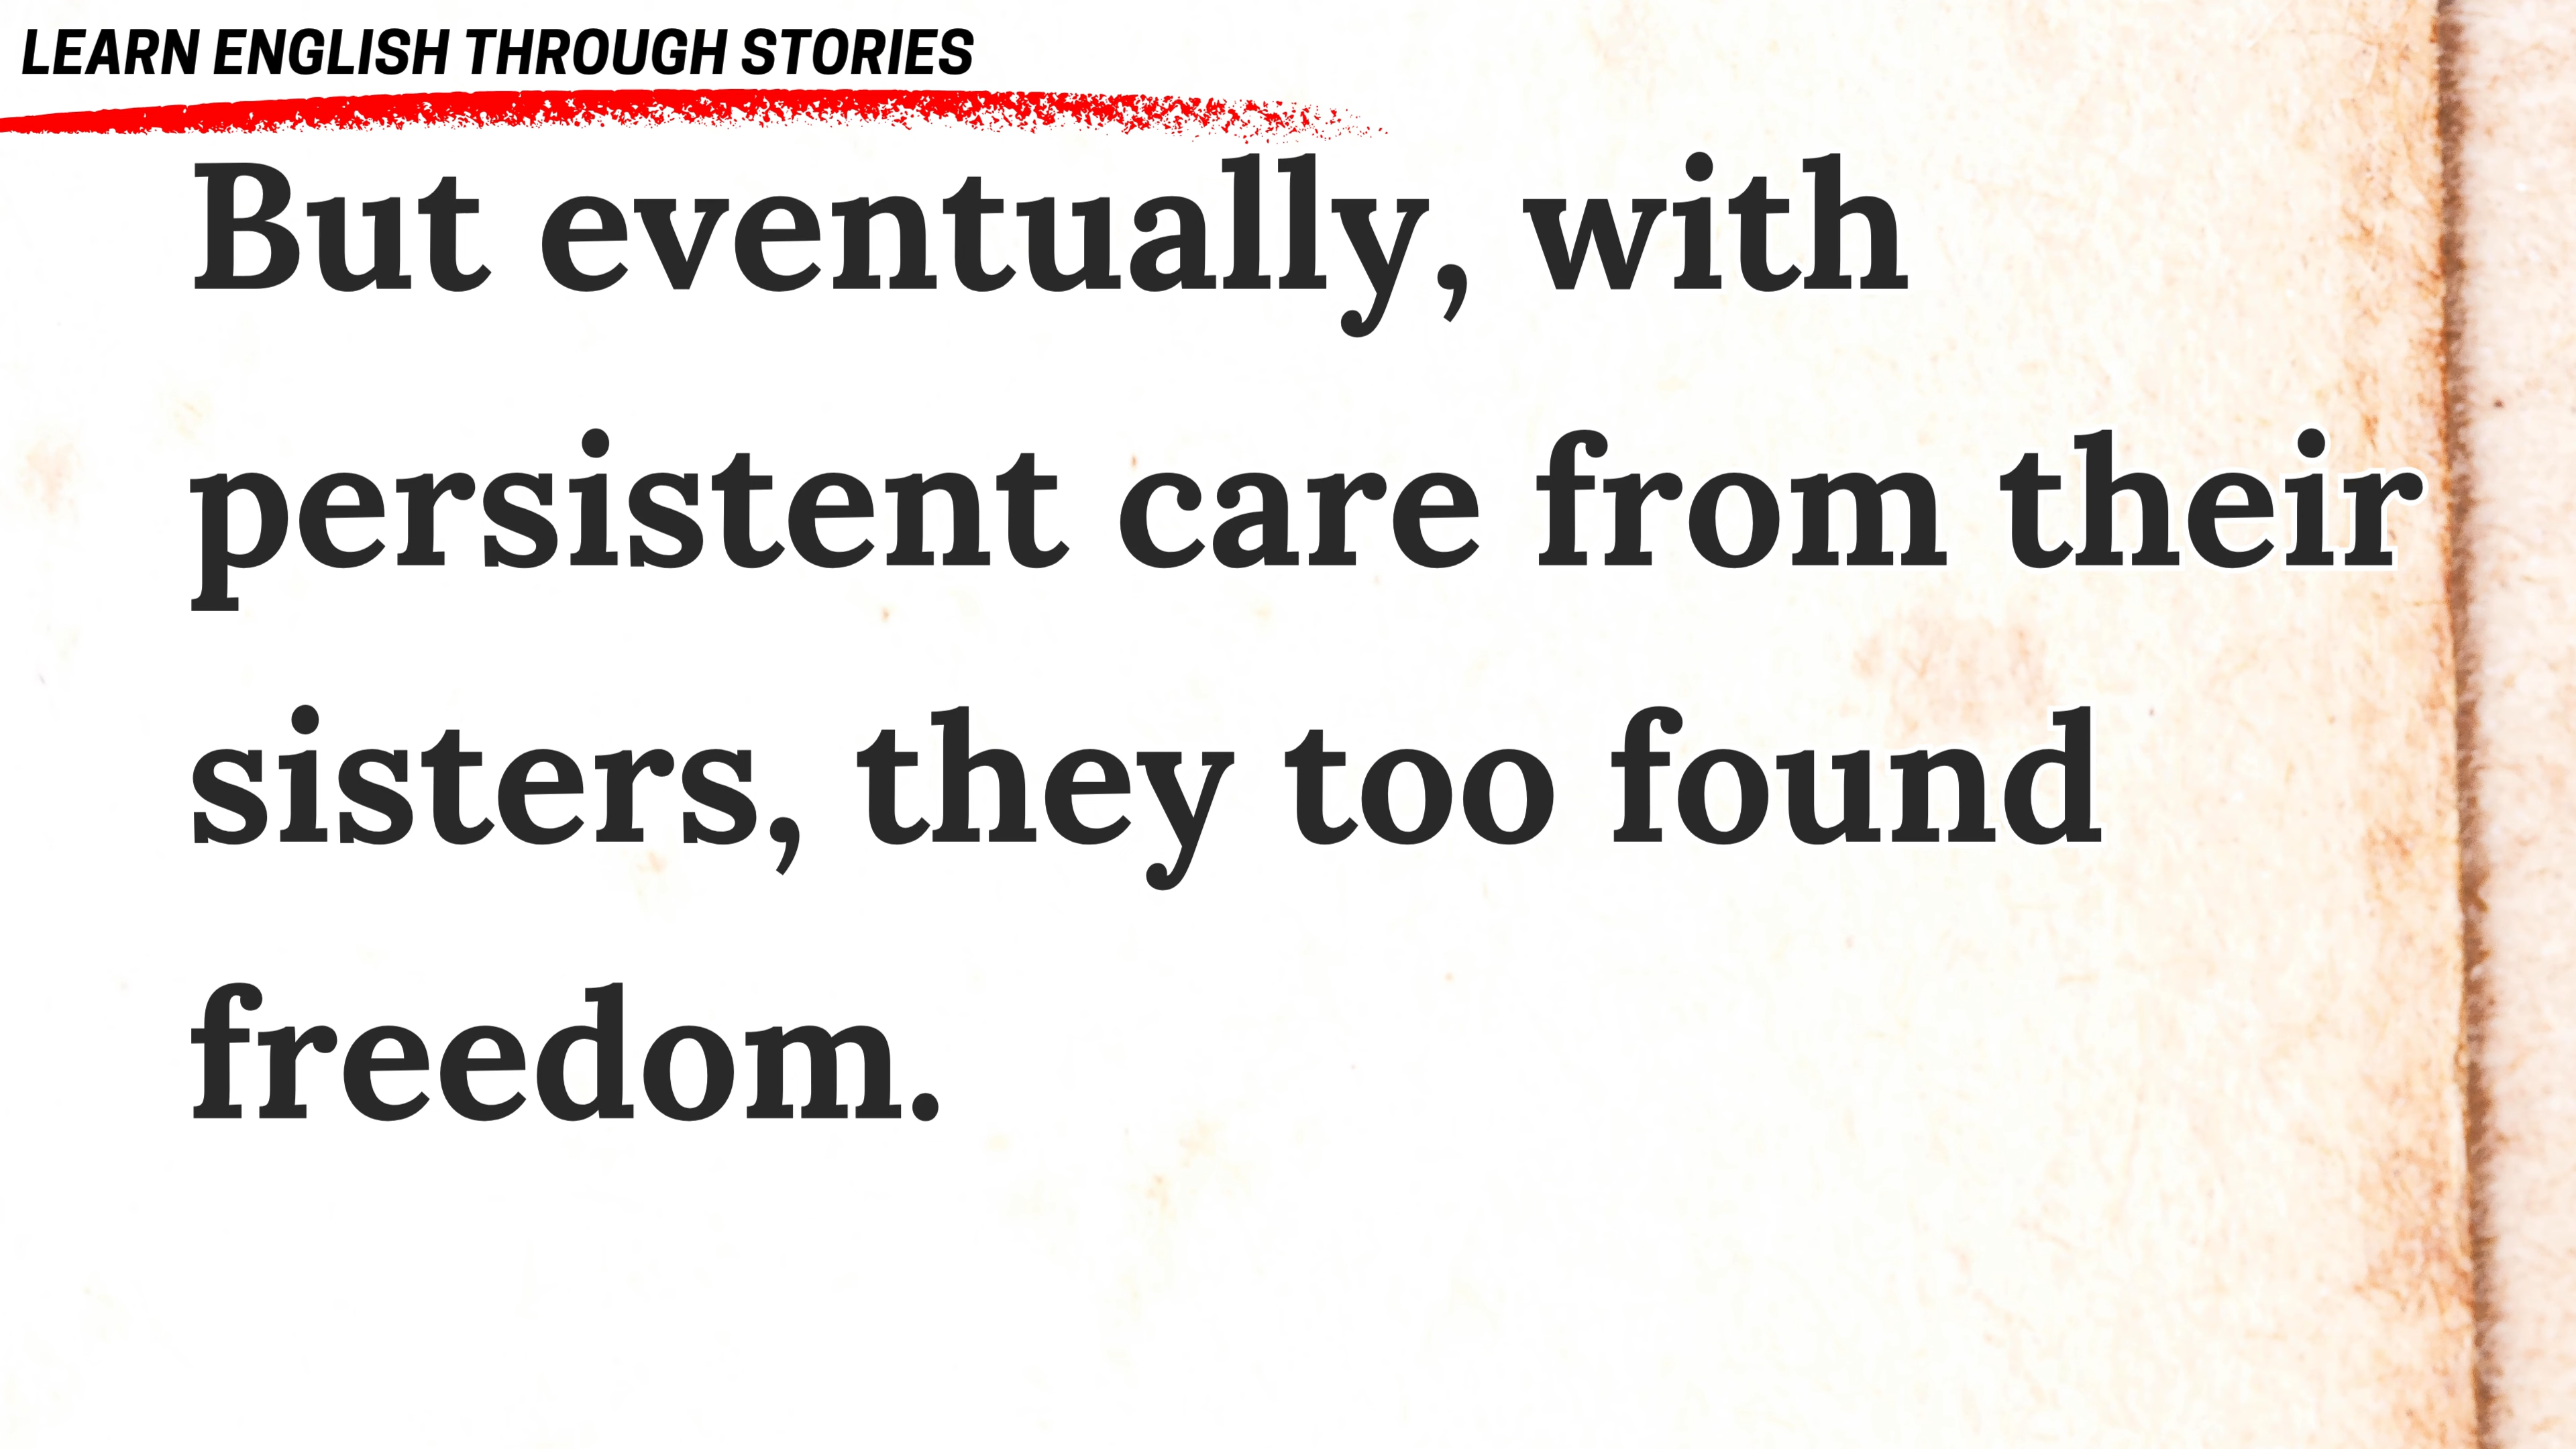 LEARN ENGLISH THROUGH STORIES
But eventually, with
persistent care from their
sisters, they too found
freedom.